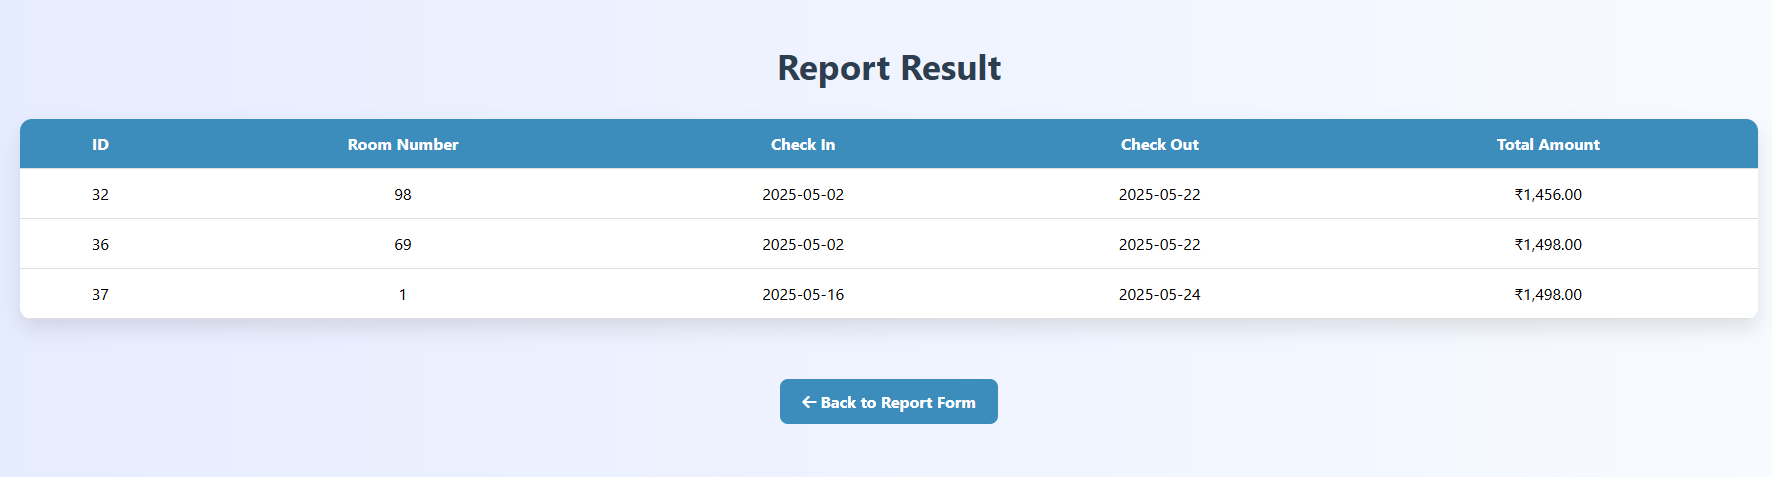 Report Result
ID Room Number Check In Check Out Total Amount
32 98 2025-05-02 2025-05-22 ₹1,456.00
36 69 2025-05-02 2025-05-22 ₹1,498.00
37 1 2025-05-16 2025-05-24 ₹1,498.00
← Back to Report Form